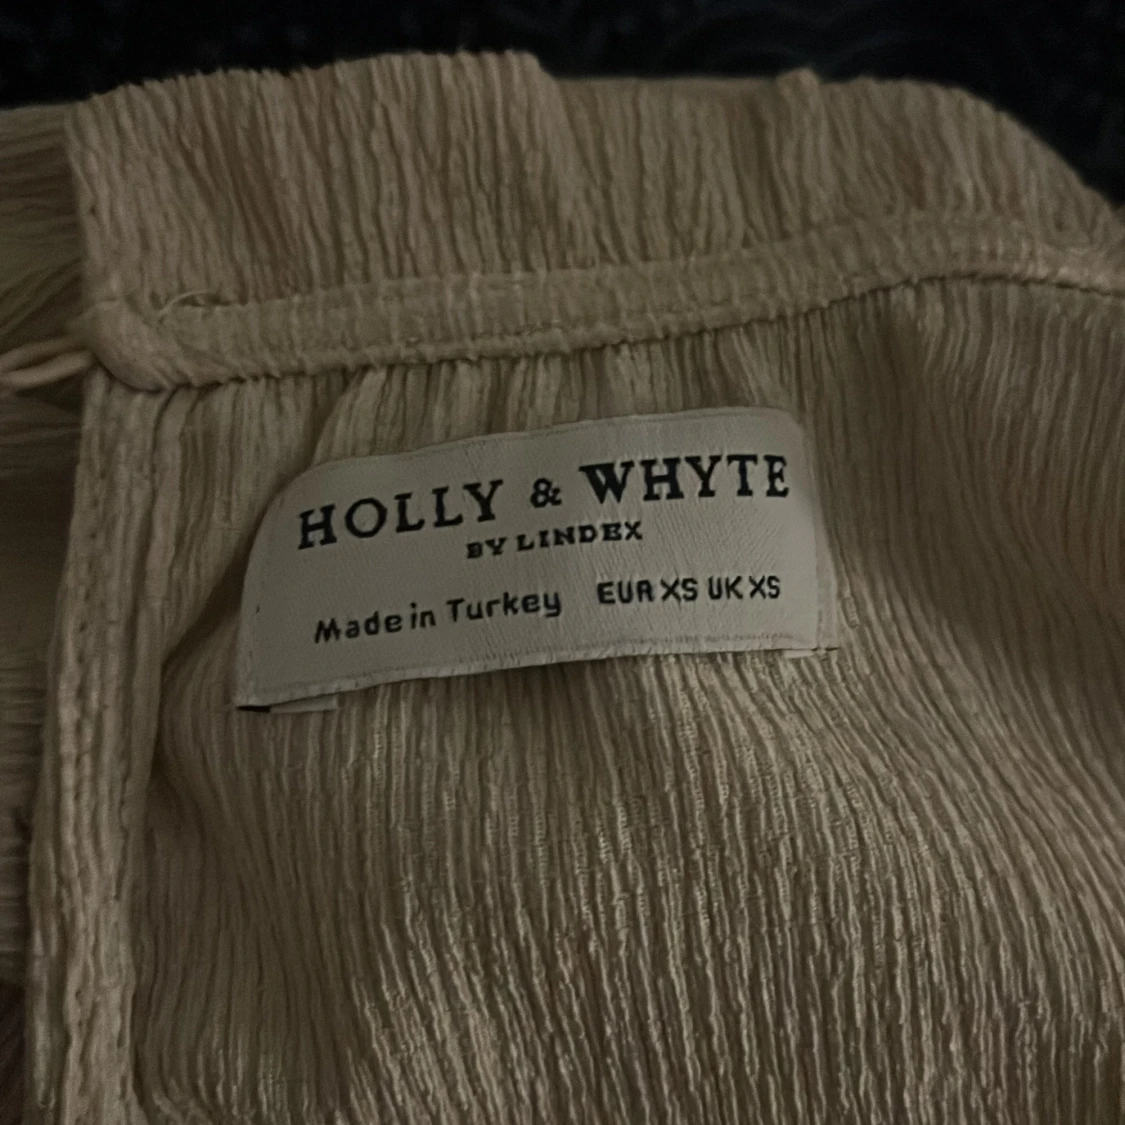 HOLLY & WHYTE
BY LINDEX
Made in Turkey EUR XS UK XS